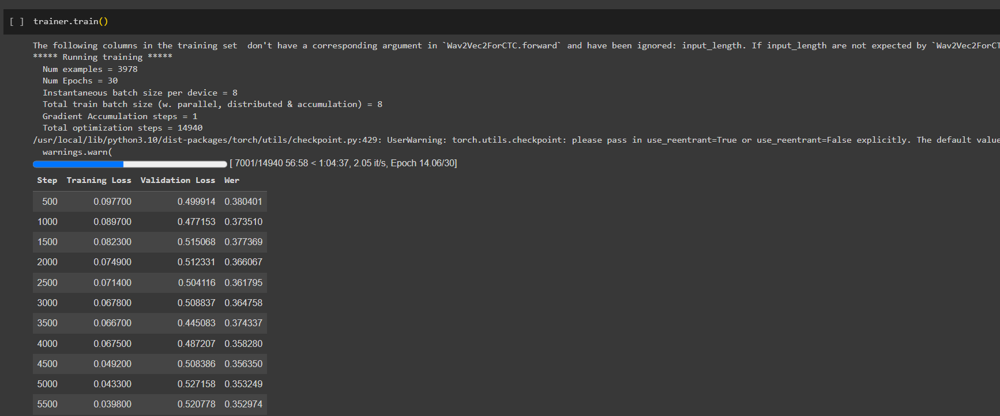 [ ] trainer.train()
The following columns in the training set  don't have a corresponding argument in `Wav2Vec2ForCTC.forward` and have been ignored: input_length. If input_length are not expected by `Wav2Vec2ForCT
***** Running training *****
Num examples = 3978
Num Epochs = 30
Instantaneous batch size per device = 8
Total train batch size (w. parallel, distributed & accumulation) = 8
Gradient Accumulation steps = 1
Total optimization steps = 14940
/usr/local/lib/python3.10/dist-packages/torch/utils/checkpoint.py:429: UserWarning: torch.utils.checkpoint: please pass in use_reentrant=True or use_reentrant=False explicitly. The default value
warnings.warn(
[ 7001/14940 56:58 < 1:04:37, 2.05 it/s, Epoch 14.06/30]
Step Training Loss Validation Loss Wer
500 0.097700 0.499914 0.380401
1000 0.089700 0.477153 0.373510
1500 0.082300 0.515068 0.377369
2000 0.074900 0.512331 0.366067
2500 0.071400 0.504116 0.361795
3000 0.067800 0.508837 0.364758
3500 0.066700 0.445083 0.374337
4000 0.067500 0.487207 0.358280
4500 0.049200 0.508386 0.356350
5000 0.043300 0.527158 0.353249
5500 0.039800 0.520778 0.352974